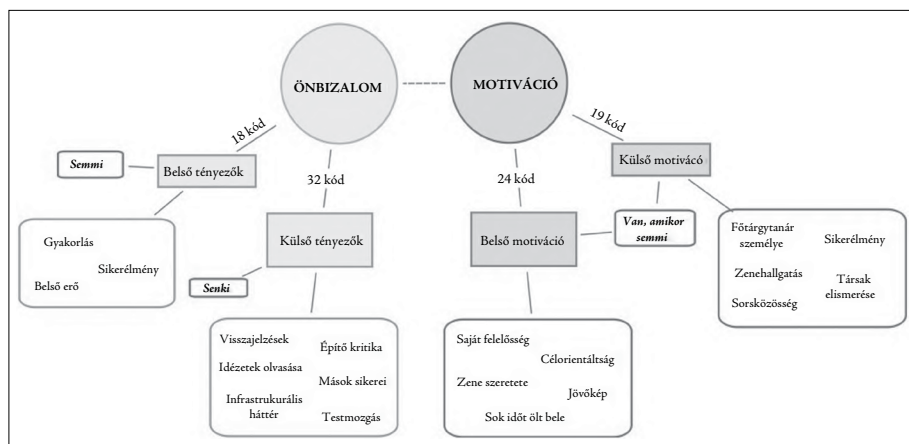 ÖNBIZALOM
MOTIVÁCIÓ
18 kód
32 kód
24 kód
19 kód
Semmi
Belső tényezők
Külső tényezők
Senki
Belső motiváció
Van, amikor
semmi
Külső motivácó
Gyakorlás
Sikerélmény
Belső erő
Visszajelzések
Építő kritika
Idézetek olvasása
Mások sikerei
Infrastrukurális
háttér
Testmozgás
Saját felelősség
Célorientáltság
Zene szeretete
Jövőkép
Sok időt ölt bele
Főtárgytanár
személye
Sikerélmény
Zenehallgatás
Társak
elismerése
Sorsközösség